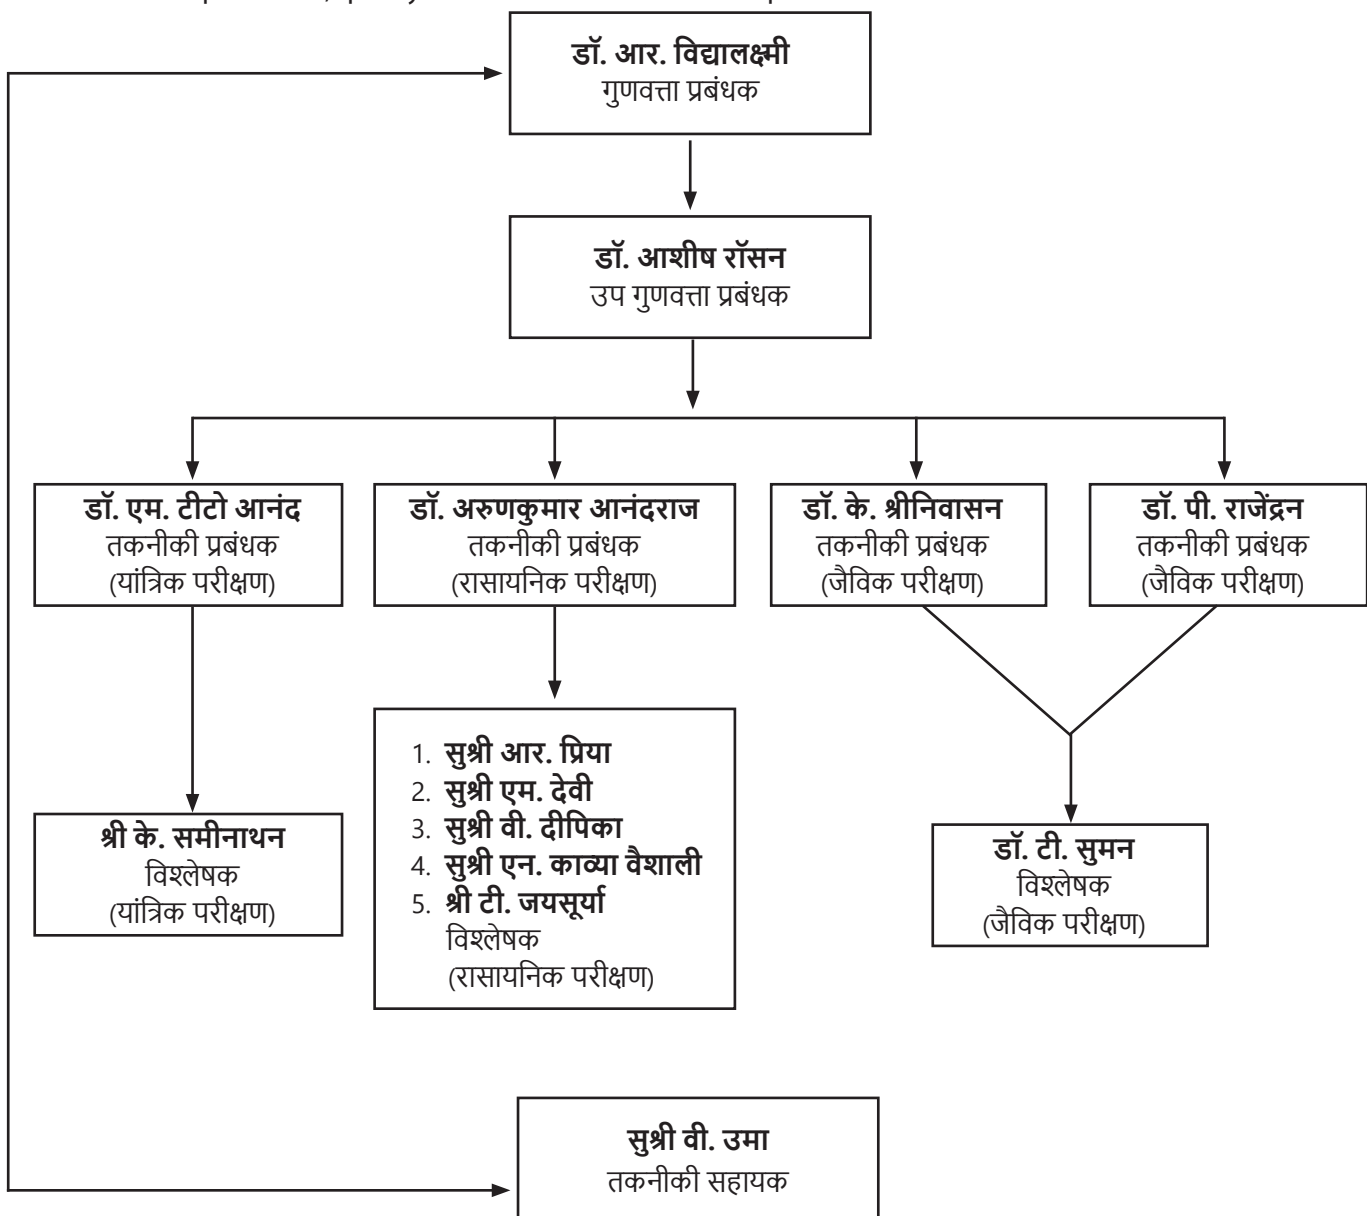 डॉ. आर. विद्यालक्ष्मी
गुणवत्ता प्रबंधक
डॉ. आशीष रॉसन
उप गुणवत्ता प्रबंधक
डॉ. एम. टीटो आनंद
तकनीकी प्रबंधक
(यांत्रिक परीक्षण)
डॉ. अरुणकुमार आनंदराज
तकनीकी प्रबंधक
(रासायनिक परीक्षण)
डॉ. के. श्रीनिवासन
तकनीकी प्रबंधक
(जैविक परीक्षण)
डॉ. पी. राजेंद्रन
तकनीकी प्रबंधक
(जैविक परीक्षण)
श्री के. समीनाथन
विश्लेषक
(यांत्रिक परीक्षण)
1. सुश्री आर. प्रिया
2. सुश्री एम. देवी
3. सुश्री वी. दीपिका
4. सुश्री एन. काव्या वैशाली
5. श्री टी. जयसूर्या
विश्लेषक
(रासायनिक परीक्षण)
डॉ. टी. सुमन
विश्लेषक
(जैविक परीक्षण)
सुश्री वी. उमा
तकनीकी सहायक